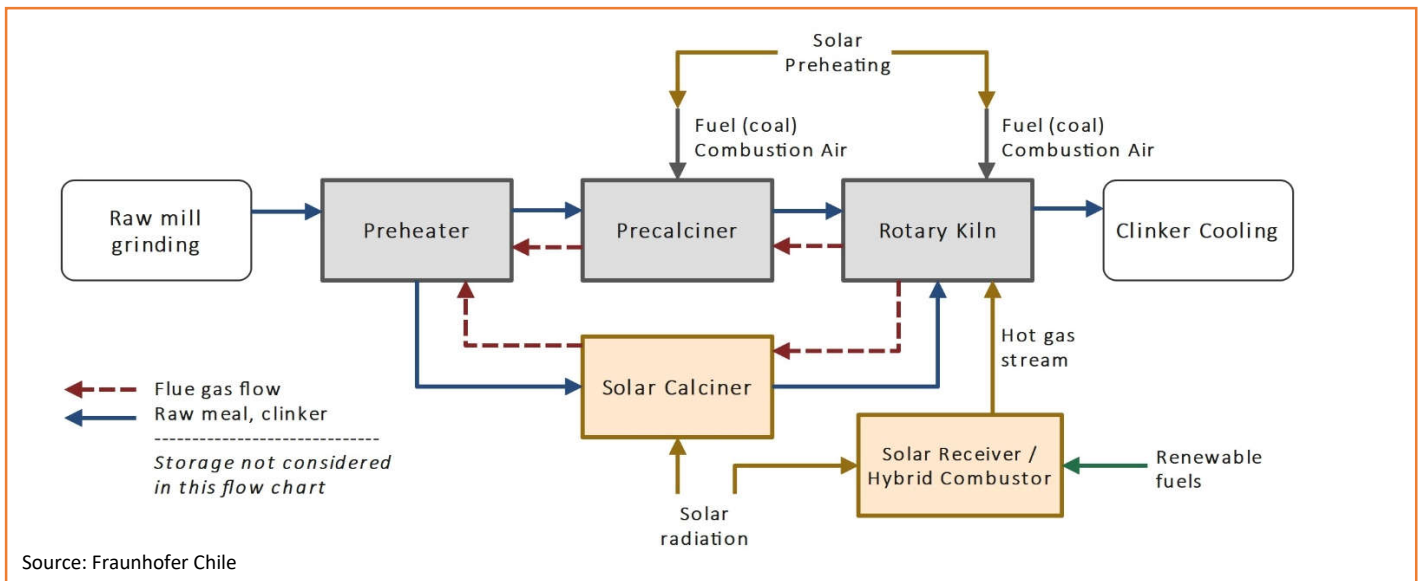 Solar
Preheating
Fuel (coal)
Combustion Air
Fuel (coal)
Combustion Air
Raw mill
grinding
Preheater
Precalciner
Rotary Kiln
Clinker Cooling
Solar Calciner
Hot gas
stream
Flue gas flow
Raw meal, clinker
Storage not considered
in this flow chart
Solar Receiver /
Hybrid Combustor
Renewable
fuels
Solar
radiation
Source: Fraunhofer Chile